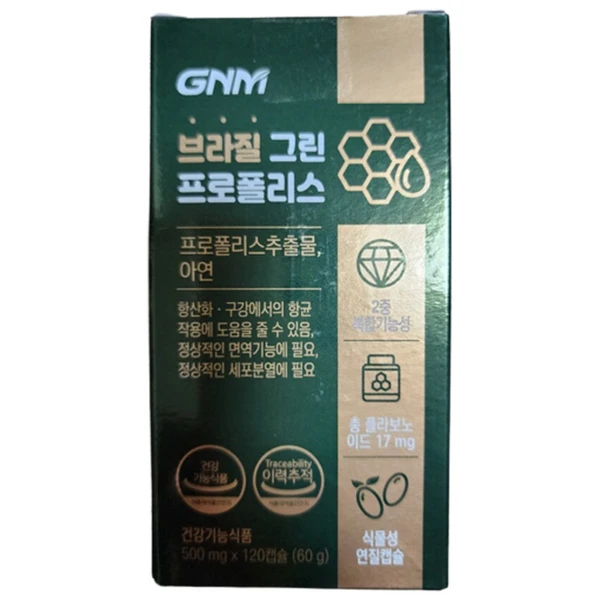 GNM
브라질 그린
프로폴리스
프로폴리스추출물,
아연
항산화 · 구강에서의 항균
작용에 도움을 줄 수 있음,
정상적인 면역기능에 필요,
정상적인 세포분열에 필요
2중
복합기능성
총 플라보노
이드 17 mg
식물성
연질캡슐
건강
기능식품
Traceability
이력추적
건강기능식품
500 mg x 120캡슐 (60 g)